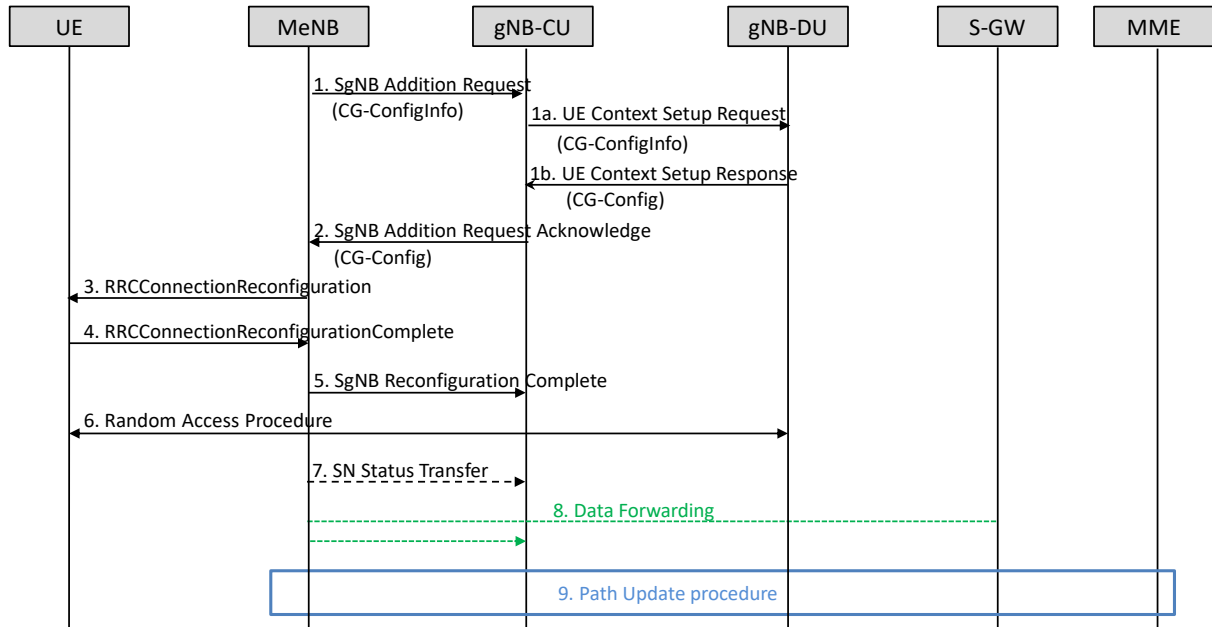 UE MeNB gNB-CU gNB-DU S-GW MME
1. SgNB Addition Request
(CG-ConfigInfo)
1a. UE Context Setup Request
(CG-ConfigInfo)
1b. UE Context Setup Response
(CG-Config)
2. SgNB Addition Request Acknowledge
(CG-Config)
3. RRCConnectionReconfiguration
4. RRCConnectionReconfigurationComplete
5. SgNB Reconfiguration Complete
6. Random Access Procedure
7. SN Status Transfer
8. Data Forwarding
9. Path Update procedure